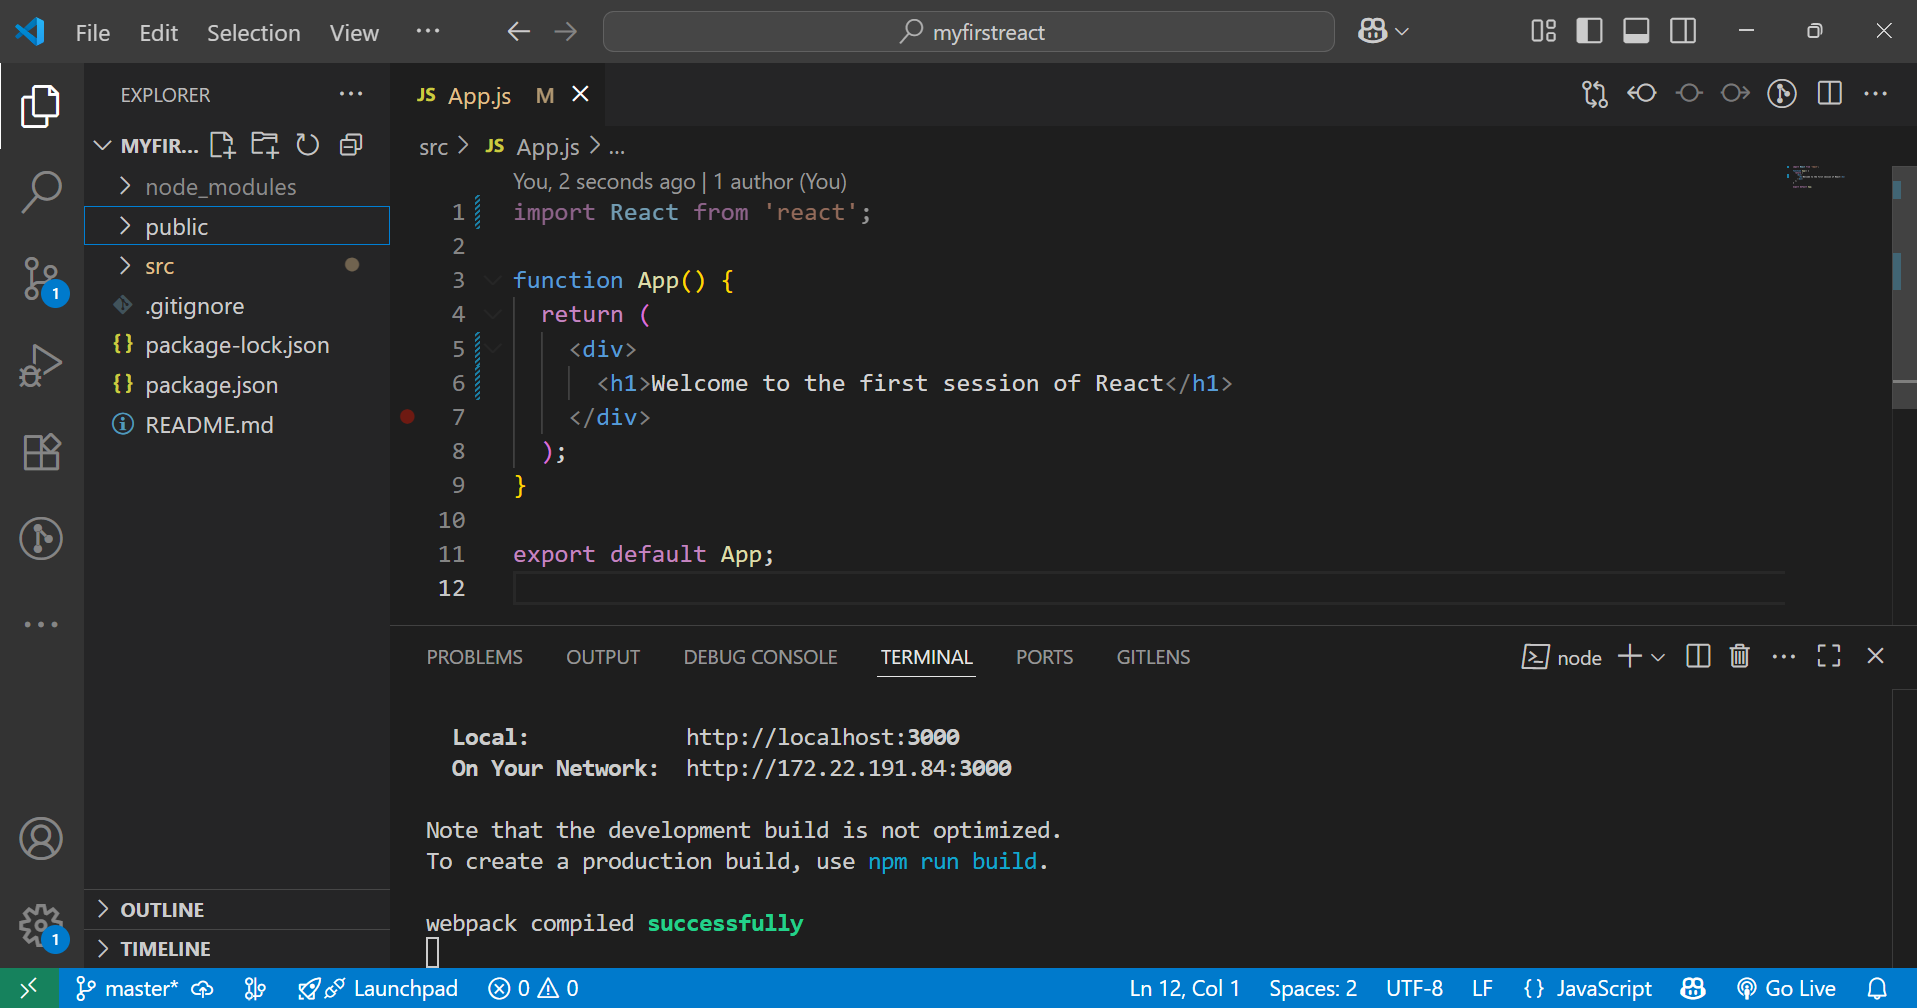 File Edit Selection View ... myfirstreact
EXPLORER ...
MYFIR...
node_modules
public
src
.gitignore
{} package-lock.json
{} package.json
README.md
OUTLINE
TIMELINE
JS App.js M
src > JS App.js > ...
You, 2 seconds ago | 1 author (You)
1 import React from 'react';
2
3 function App() {
4 return (
5 <div>
6 <h1>Welcome to the first session of React</h1>
7 </div>
8 );
9 }
10
11 export default App;
12
PROBLEMS OUTPUT DEBUG CONSOLE TERMINAL PORTS GITLENS node
Local: http://localhost:3000
On Your Network: http://172.22.191.84:3000
Note that the development build is not optimized.
To create a production build, use npm run build.
webpack compiled successfully
1
1
master* Launchpad 0 0 Ln 12, Col 1 Spaces: 2 UTF-8 LF {} JavaScript Go Live